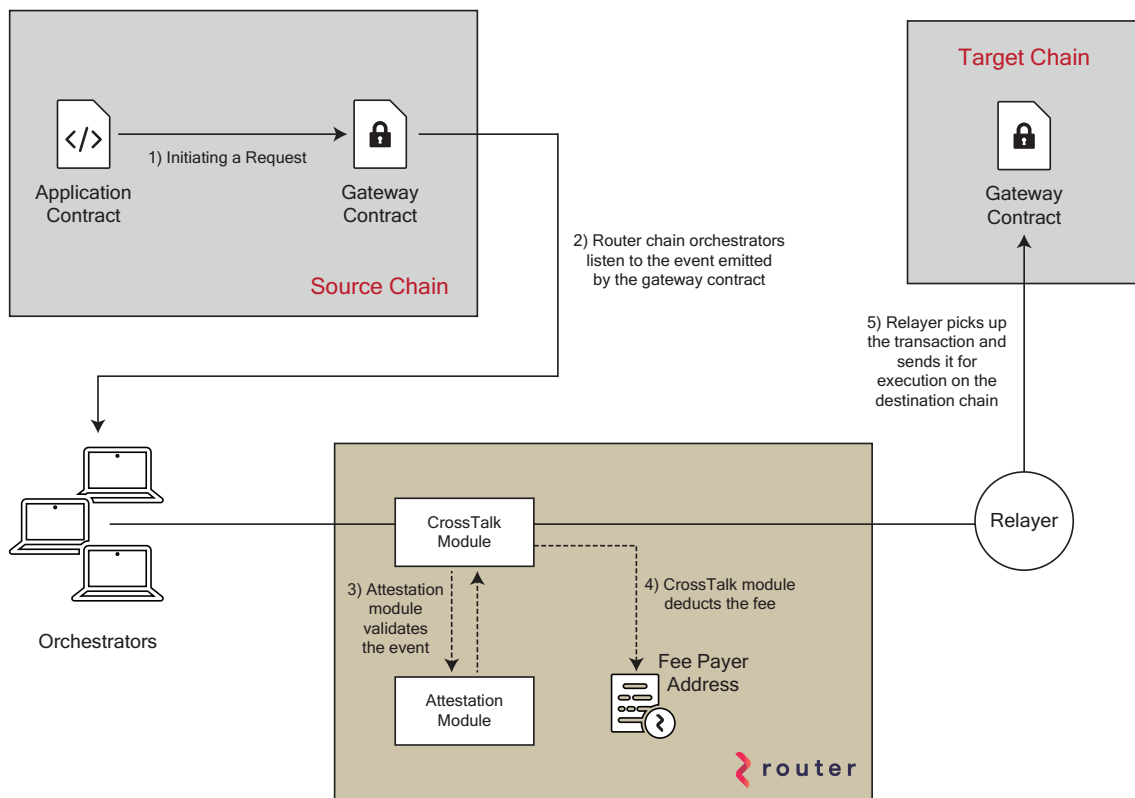 Application
Contract
1) Initiating a Request
Gateway
Contract
Source Chain
2) Router chain orchestrators
listen to the event emitted
by the gateway contract
Target Chain
Gateway
Contract
5) Relayer picks up
the transaction and
sends it for
execution on the
destination chain
Orchestrators
CrossTalk
Module
3) Attestation
module
validates
the event
Attestation
Module
4) CrossTalk module
deducts the fee
Fee Payer
Address
Relayer
router